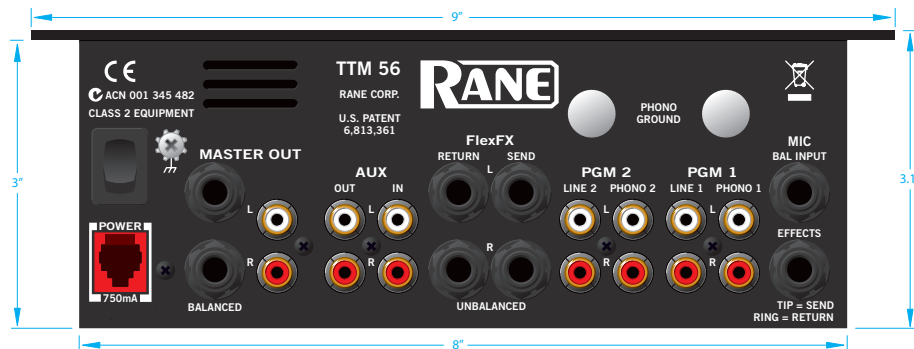 9"
3"
3.1
8"
CE
ACN 001 345 482
CLASS 2 EQUIPMENT
TTM 56
RANE CORP.
U.S. PATENT
6,813,361
RANE
PHONO
GROUND
MASTER OUT
L
R
BALANCED
POWER
750mA
AUX
OUT IN
L
R
FlexFX
RETURN SEND
L
R
UNBALANCED
PGM 2
LINE 2 PHONO 2
L
R
PGM 1
LINE 1 PHONO 1
L
R
MIC
BAL INPUT
EFFECTS
TIP = SEND
RING = RETURN